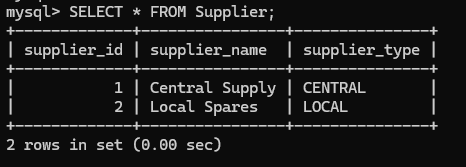 mysql> SELECT * FROM Supplier;
+-------------+----------------+---------------+
| supplier_id | supplier_name  | supplier_type |
+-------------+----------------+---------------+
|           1 | Central Supply | CENTRAL       |
|           2 | Local Spares   | LOCAL         |
+-------------+----------------+---------------+
2 rows in set (0.00 sec)